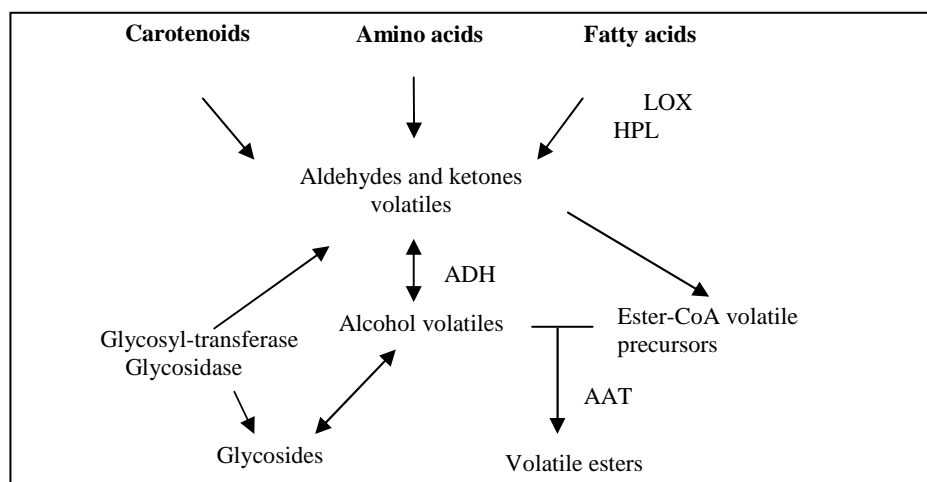 Carotenoids Amino acids Fatty acids
LOX
HPL
Aldehydes and ketones
volatiles
ADH
Alcohol volatiles
Ester-CoA volatile
precursors
Glycosyl-transferase
Glycosidase
AAT
Glycosides
Volatile esters